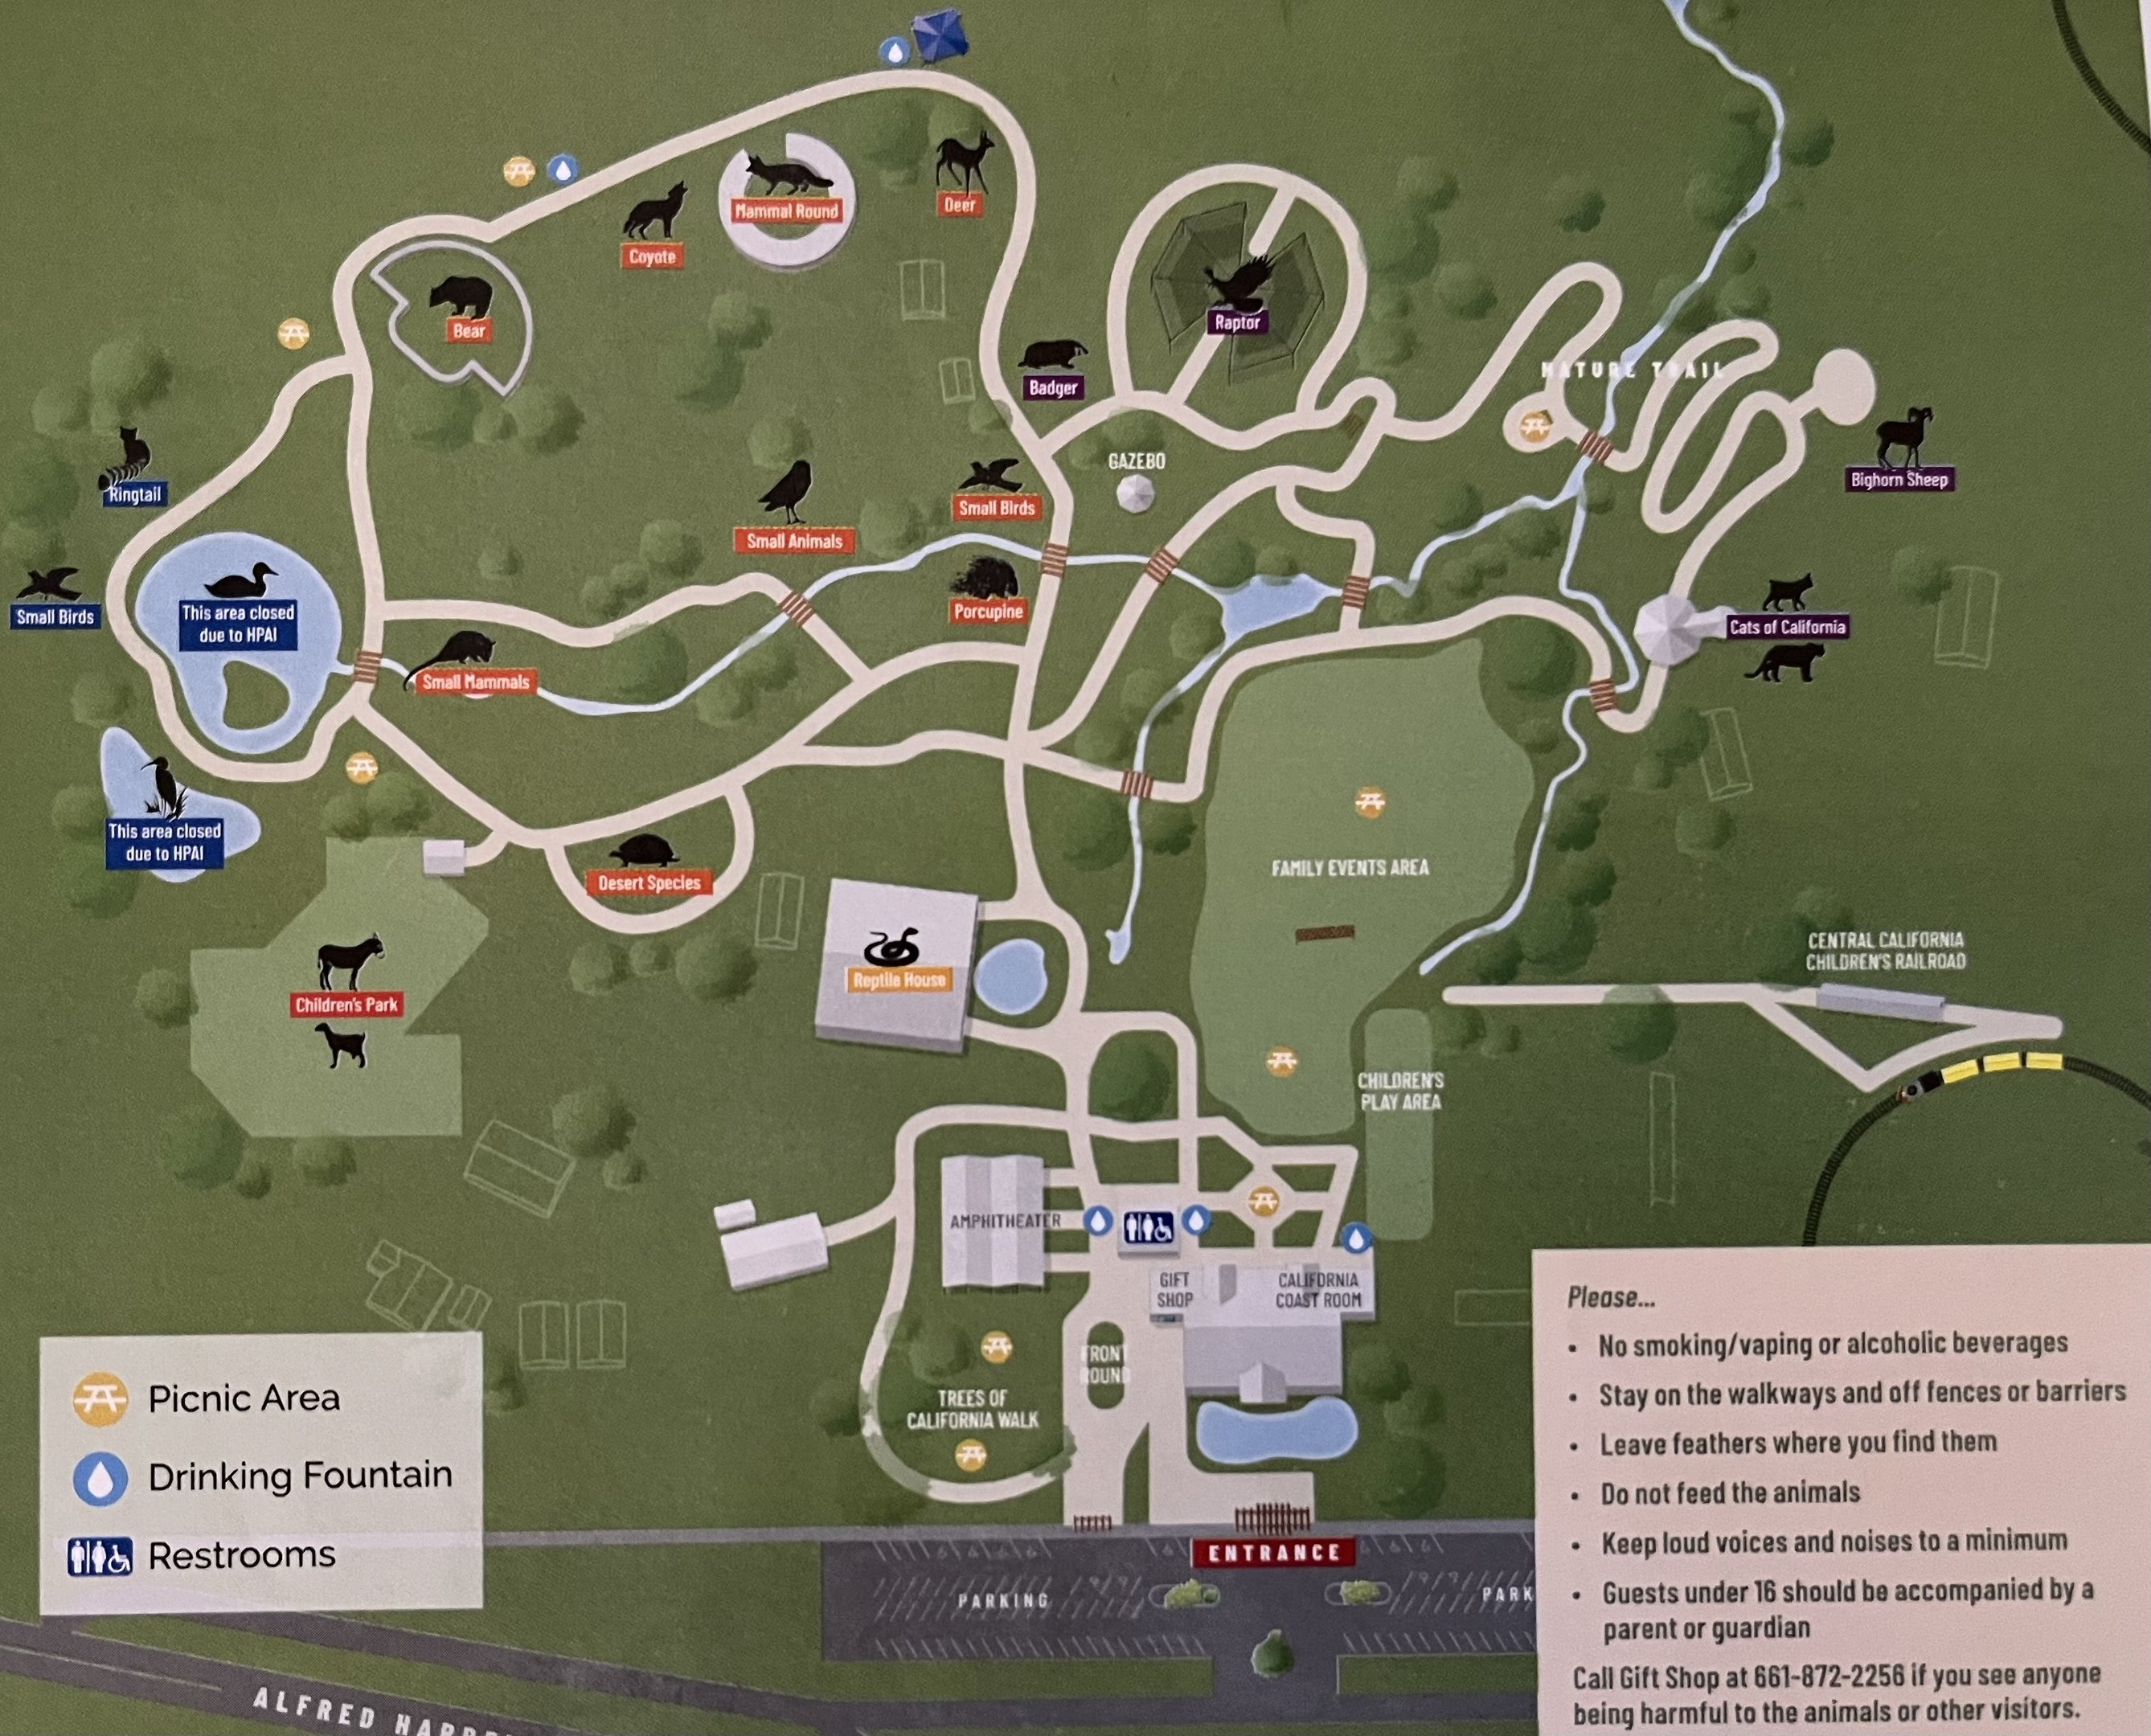 Mammal Round
Deer
Coyote
Bear
Raptor
Badger
NATURE TRAIL
Ringtail
GAZEBO
Bighorn Sheep
Small Birds
Small Animals
Small Birds
This area closed
due to HPAI
Porcupine
Cats of California
Small Mammals
This area closed
due to HPAI
Desert Species
FAMILY EVENTS AREA
Reptile House
Children's Park
CENTRAL CALIFORNIA
CHILDREN'S RAILROAD
CHILDREN'S
PLAY AREA
AMPHITHEATER
GIFT
SHOP
CALIFORNIA
COAST ROOM
FRONT
ROUND
TREES OF
CALIFORNIA WALK
ENTRANCE
PARKING
PARK
Picnic Area
Drinking Fountain
Restrooms
ALFRED
Please...
• No smoking/vaping or alcoholic beverages
• Stay on the walkways and off fences or barriers
• Leave feathers where you find them
• Do not feed the animals
• Keep loud voices and noises to a minimum
• Guests under 16 should be accompanied by a
parent or guardian
Call Gift Shop at 661-872-2256 if you see anyone
being harmful to the animals or other visitors.